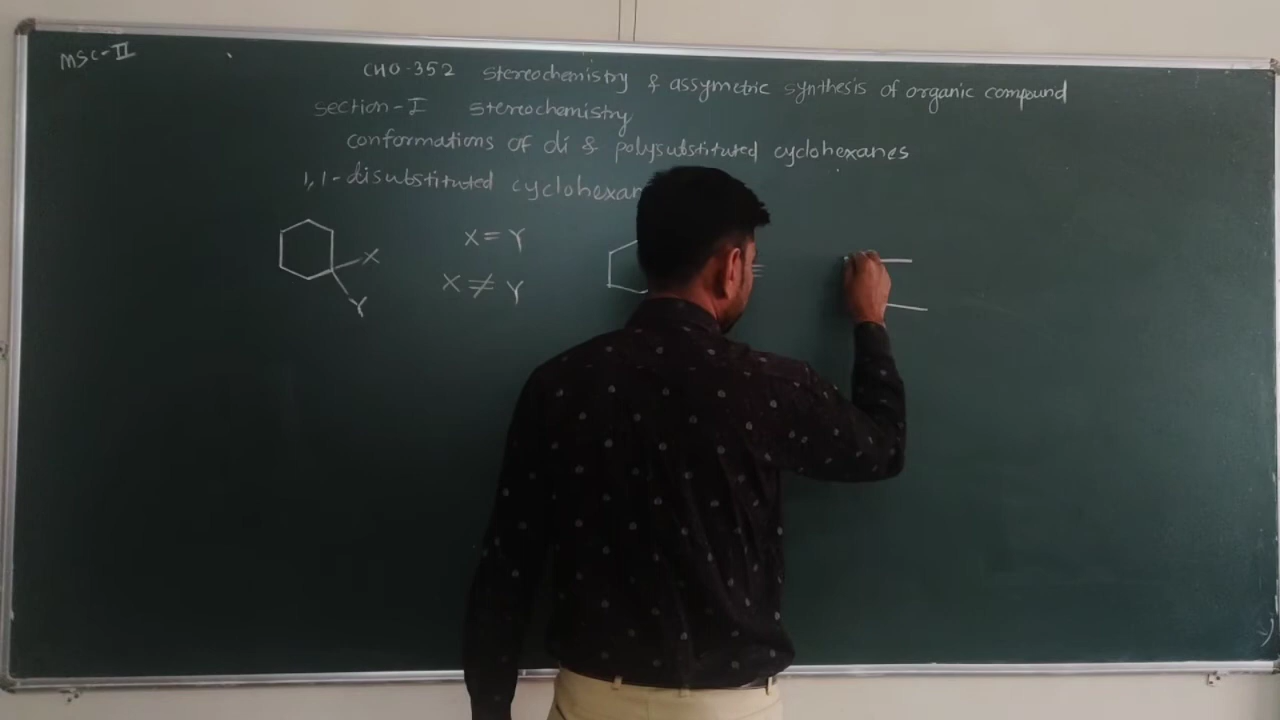 MSC-II
CHO-352 stereochemistry & assymetric synthesis of organic compound
section-I stereochemistry
conformations of di & polysubstituted cyclohexanes
1,1-disubstituted cyclohexan
X
Y
X = Y
X ≠ Y
≡